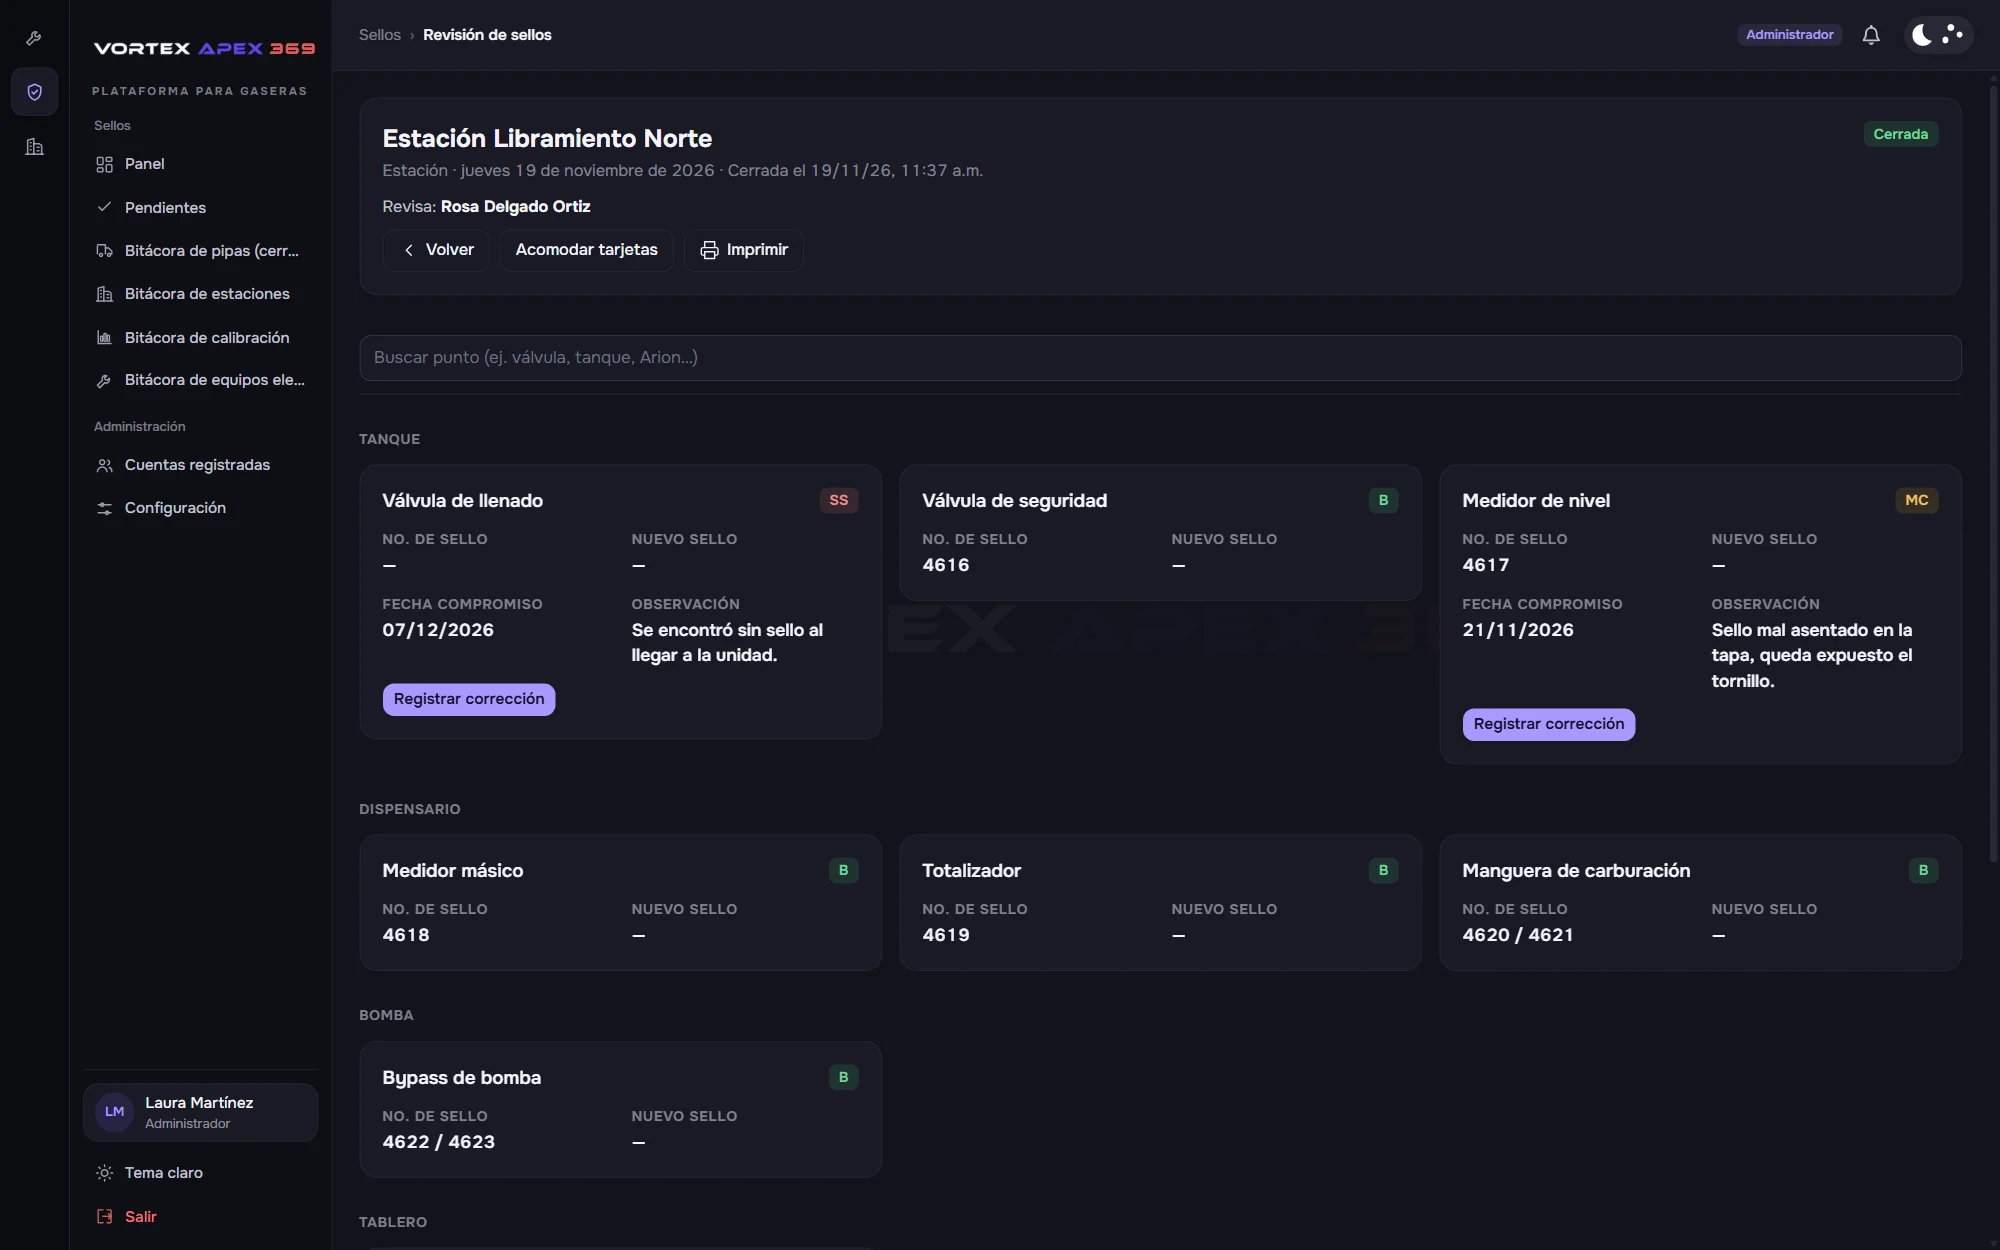 VORTEX APEX 369
PLATAFORMA PARA GASERAS
Sellos
Panel
Pendientes
Bitácora de pipas (cerr...
Bitácora de estaciones
Bitácora de calibración
Bitácora de equipos ele...
Administración
Cuentas registradas
Configuración
LM
Laura Martínez
Administrador
Tema claro
Salir
Sellos › Revisión de sellos
Administrador
Estación Libramiento Norte
Cerrada
Estación · jueves 19 de noviembre de 2026 · Cerrada el 19/11/26, 11:37 a.m.
Revisa: Rosa Delgado Ortiz
Volver
Acomodar tarjetas
Imprimir
Buscar punto (ej. válvula, tanque, Arion...)
TANQUE
Válvula de llenado
SS
NO. DE SELLO
—
NUEVO SELLO
—
FECHA COMPROMISO
07/12/2026
OBSERVACIÓN
Se encontró sin sello al
llegar a la unidad.
Registrar corrección
Válvula de seguridad
B
NO. DE SELLO
4616
NUEVO SELLO
—
Medidor de nivel
MC
NO. DE SELLO
4617
NUEVO SELLO
—
FECHA COMPROMISO
21/11/2026
OBSERVACIÓN
Sello mal asentado en la
tapa, queda expuesto el
tornillo.
Registrar corrección
EX APEX 3
DISPENSARIO
Medidor másico
B
NO. DE SELLO
4618
NUEVO SELLO
—
Totalizador
B
NO. DE SELLO
4619
NUEVO SELLO
—
Manguera de carburación
B
NO. DE SELLO
4620 / 4621
NUEVO SELLO
—
BOMBA
Bypass de bomba
B
NO. DE SELLO
4622 / 4623
NUEVO SELLO
—
TABLERO